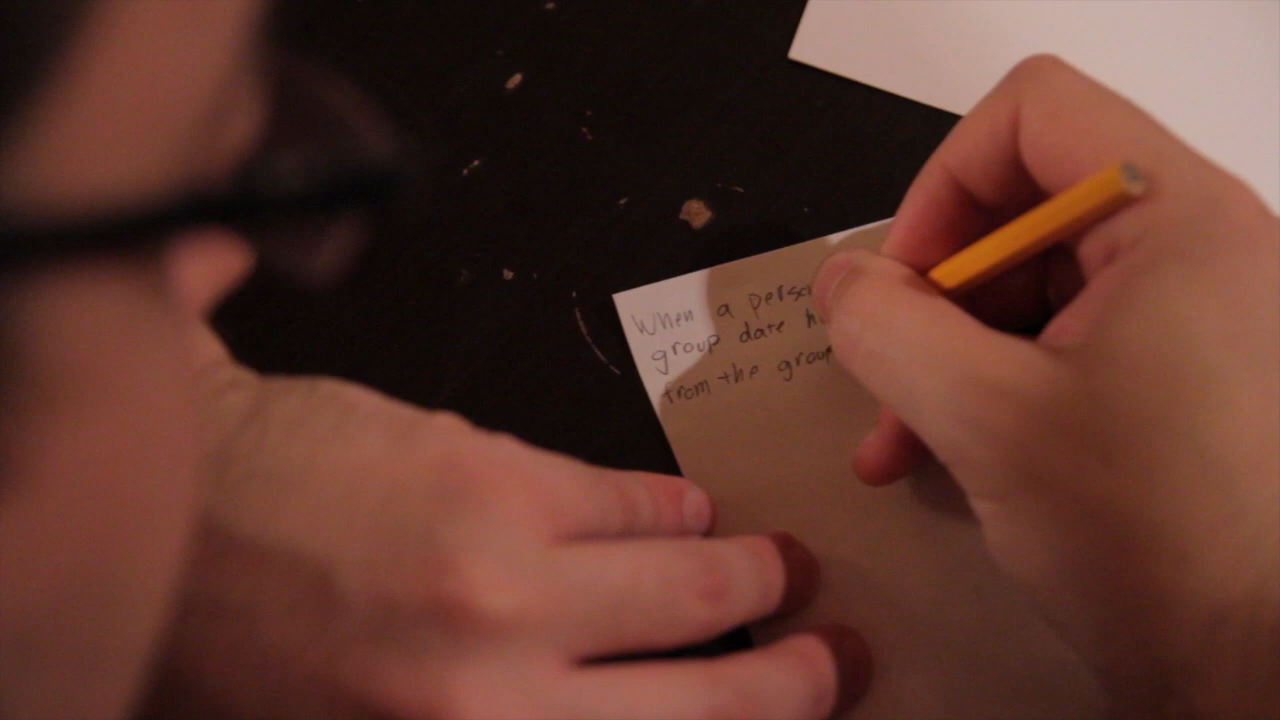 When a perso
group date h
from the group